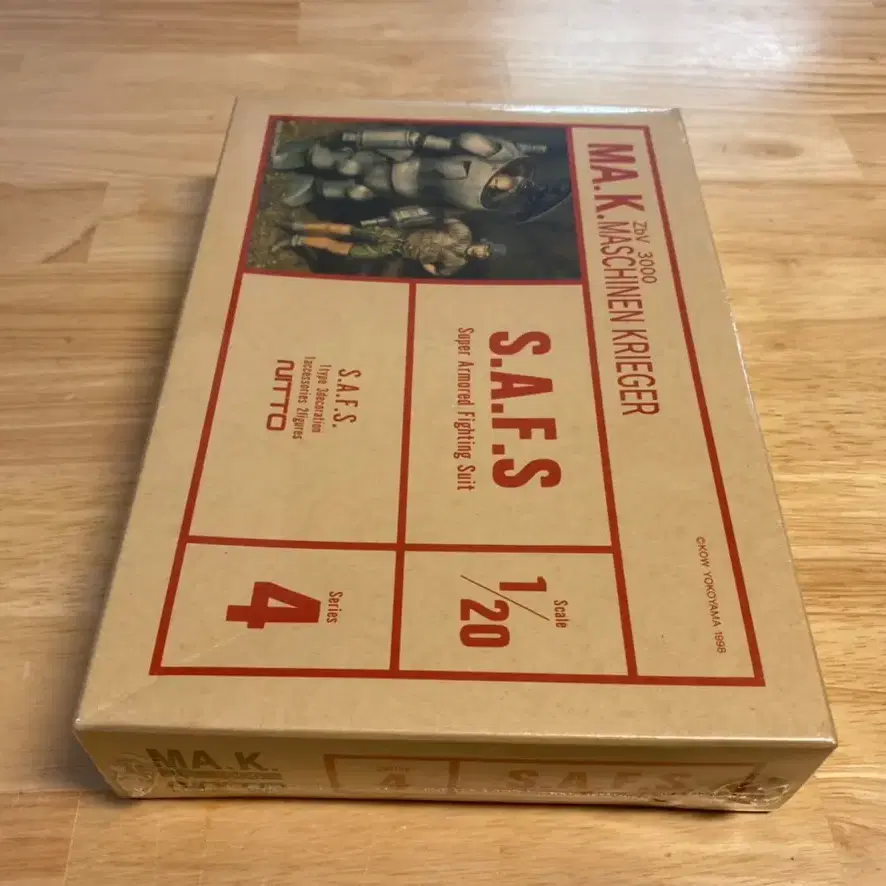 MA.K.
ZbV 3000
MASCHINEN KRIEGER
©KOW YOKOYAMA 1998
S.A.F.S
Super Armored Fighting Suit
Scale
1/20
S.A.F.S.
1type 3decoration
1accessories 2figures
NITTO
Series
4
MA.K.
4
S.A.F.S.